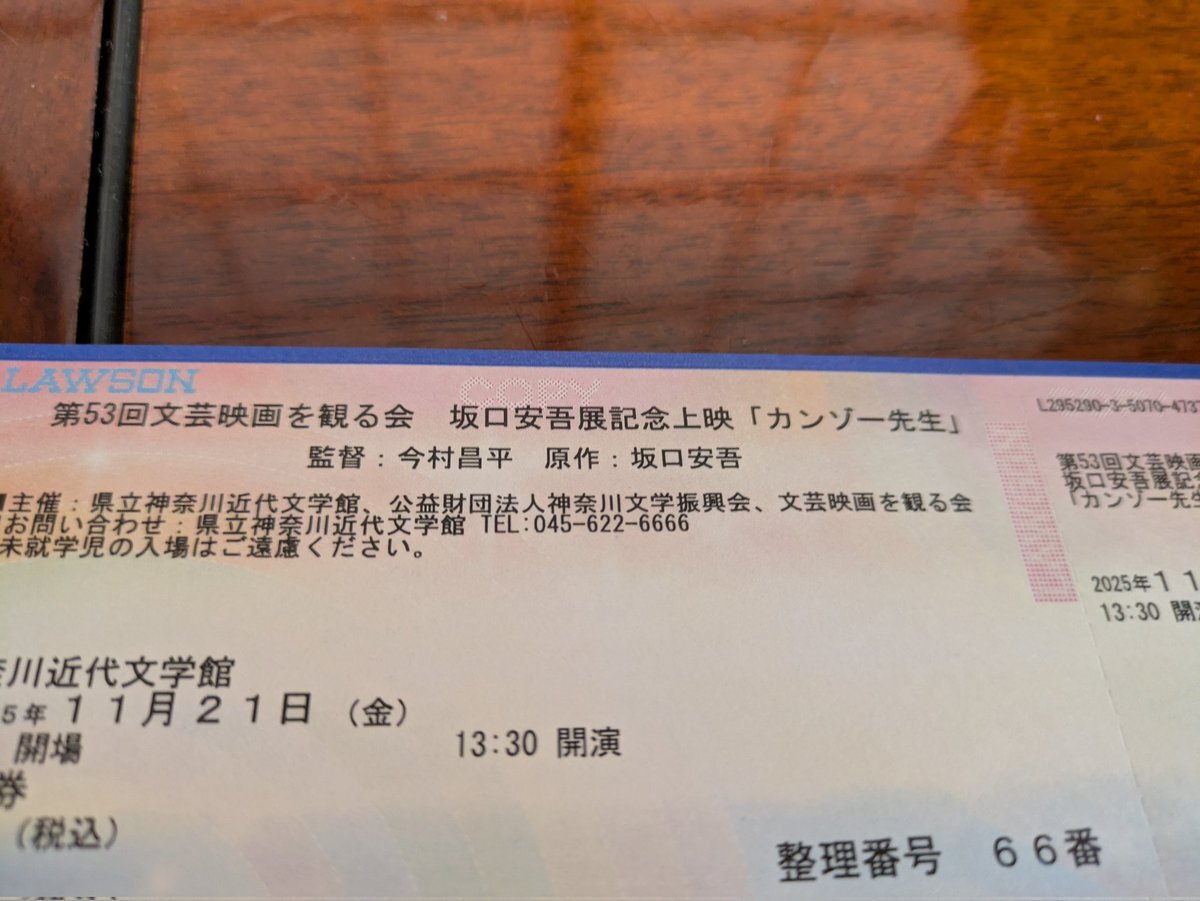 LAWSON
COPY
第53回文芸映画を観る会　坂口安吾展記念上映「カンゾー先生」
監督：今村昌平　原作：坂口安吾
主催：県立神奈川近代文学館、公益財団法人神奈川文学振興会、文芸映画を観る会
お問い合わせ：県立神奈川近代文学館 TEL:045-622-6666
未就学児の入場はご遠慮ください。
奈川近代文学館
5年 11月21日（金）
開場　13:30 開演
券
（税込）
整理番号　66番
L295290-3-5070-473
第53回文芸映画
坂口安吾展記念
「カンゾー先生
2025年11
13:30 開演